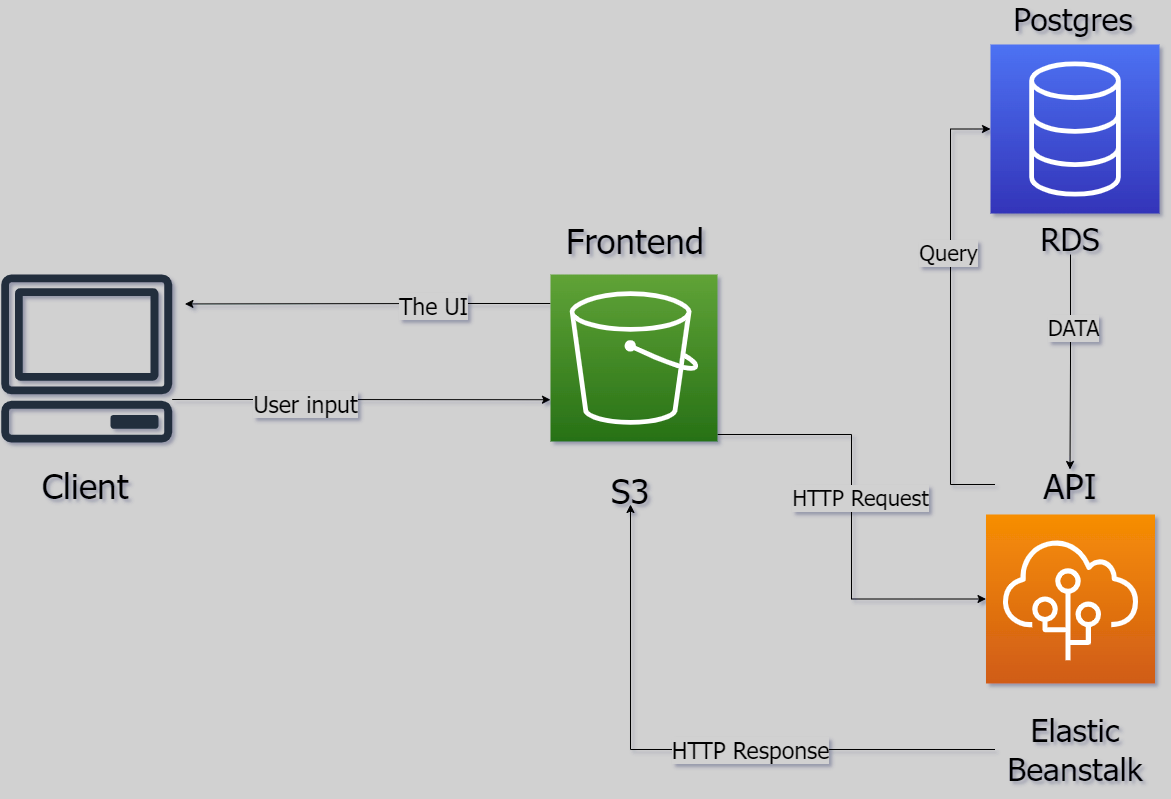 Postgres
RDS
Query
DATA
Frontend
The UI
User input
Client
S3
HTTP Request
API
HTTP Response
Elastic
Beanstalk